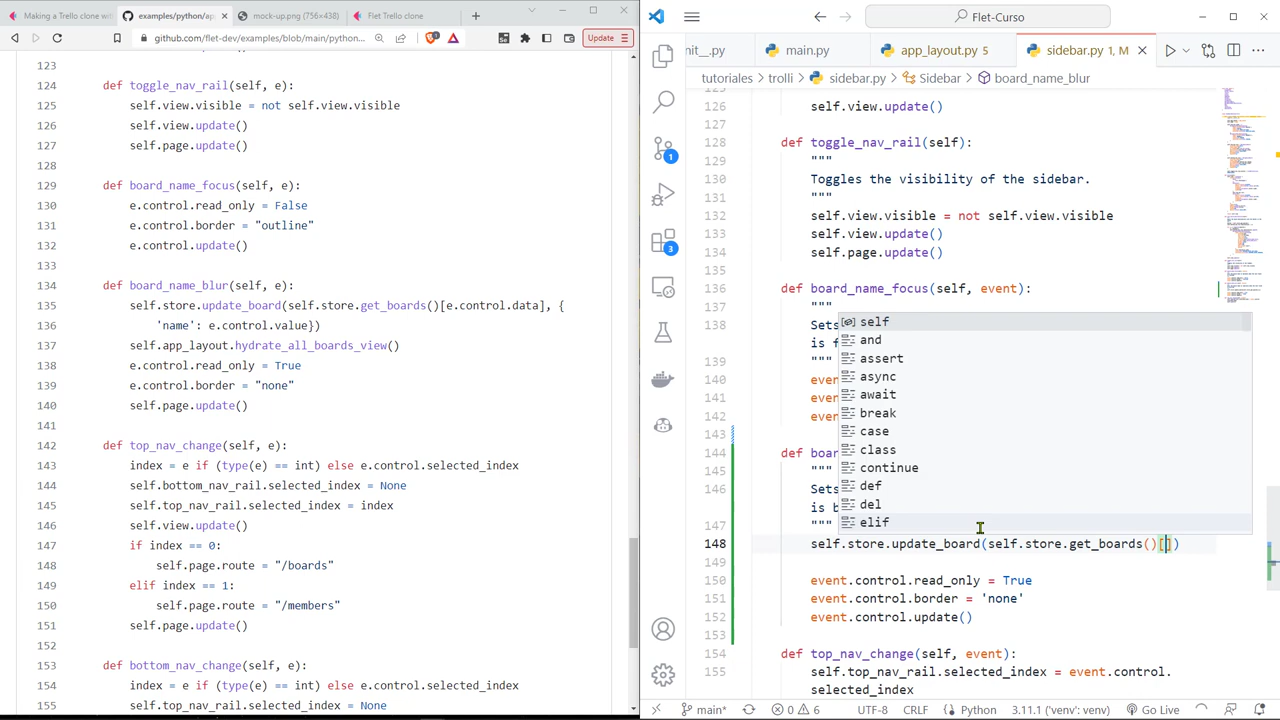 Making a Trello clone with
examples/python/ap
mock-up.png (756×438)
Flet Trello clone
github.com/flet-dev/examples/blob/main/python...
Update
123
124 def toggle_nav_rail(self, e):
125 self.view.visible = not self.view.visible
126 self.view.update()
127 self.page.update()
128
129 def board_name_focus(self, e):
130 e.control.read_only = False
131 e.control.border = "outline"
132 e.control.update()
133
134 def board_name_blur(self, e):
135 self.store.update_board(self.store.get_boards()[e.control.data], {
136 'name': e.control.value})
137 self.app_layout.hydrate_all_boards_view()
138 e.control.read_only = True
139 e.control.border = "none"
140 self.page.update()
141
142 def top_nav_change(self, e):
143 index = e if (type(e) == int) else e.control.selected_index
144 self.bottom_nav_rail.selected_index = None
145 self.top_nav_rail.selected_index = index
146 self.view.update()
147 if index == 0:
148 self.page.route = "/boards"
149 elif index == 1:
150 self.page.route = "/members"
151 self.page.update()
152
153 def bottom_nav_change(self, e):
154 index = e if (type(e) == int) else e.control.selected_index
155 self.top_nav_rail.selected_index = None
Flet-Curso
nit__.py
main.py
app_layout. 5
sidebar.py 1, M
tutoriales > trolli > sidebar.py > Sidebar > board_name_blur
126 self.view.update()
127
128 toggle_nav_rail(self, e):
129 """
130 Toggles the visibility of the sidebar
131 """
132 self.view.visible = not self.view.visible
133 self.view.update()
134 self.page.update()
135
136 def board_name_focus(self, event):
137 """
138 Sets
is f
139 """
140 even
141 even
142 even
143
144 def boar
145 """
146 Sets
is b
147 """
148 self.store.update_board(self.store.get_boards()[])
149
150 event.control.read_only = True
151 event.control.border = 'none'
152 event.control.update()
153
154 def top_nav_change(self, event):
155 self.top_nav_rail.selected_index = event.control.
selected_index
self
and
assert
async
await
break
case
class
continue
def
del
elif
1
3
main*
0 6
UTF-8
CRLF
Python
3.11.1 ('venv': venv)
Go Live